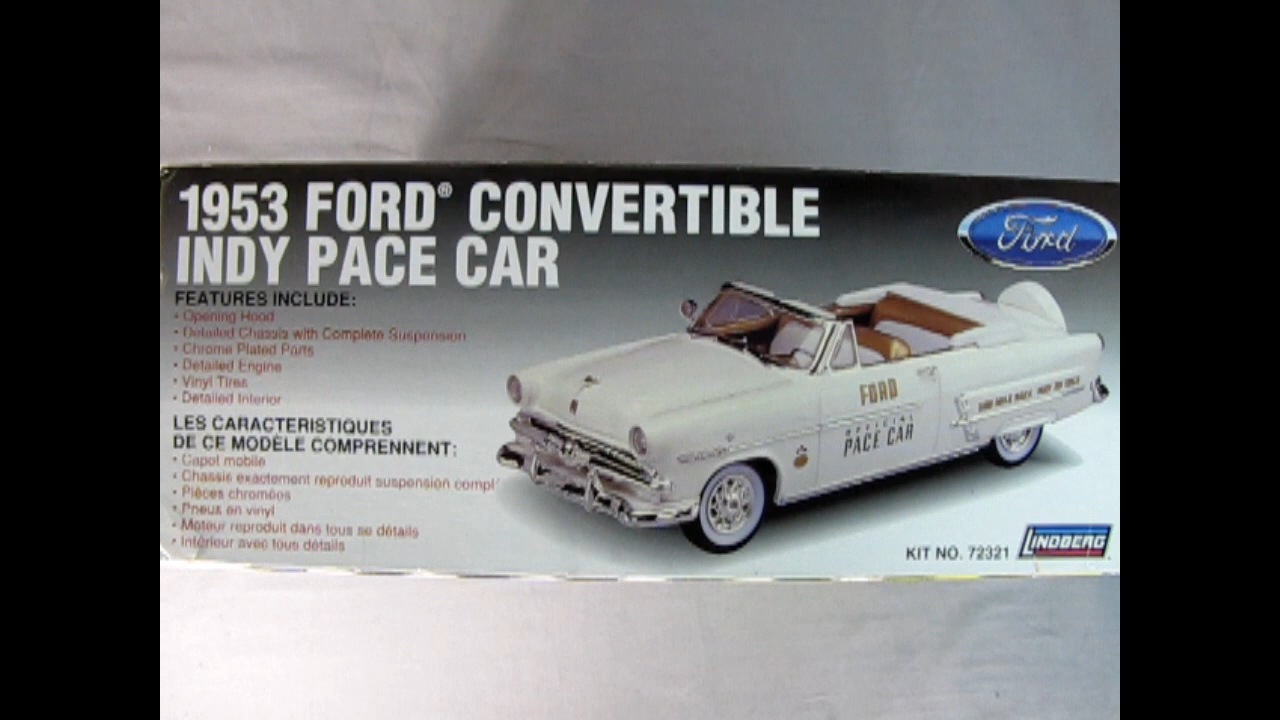 1953 FORD® CONVERTIBLE
INDY PACE CAR
Ford
FEATURES INCLUDE:
• Opening Hood
• Detailed Chassis with Complete Suspension
• Chrome Plated Parts
• Detailed Engine
• Vinyl Tires
• Detailed Interior
LES CARACTERISTIQUES
DE CE MODÈLE COMPRENNENT:
• Capot mobile
• Chassis exactement reproduit suspension compl
• Pièces chromées
• Pneus en vinyl
• Moteur reproduit dans tous se détails
• Intérieur avec tous détails
FORD
OFFICIAL
PACE CAR
500 MILE RACE
KIT NO. 72321
LINDBERG